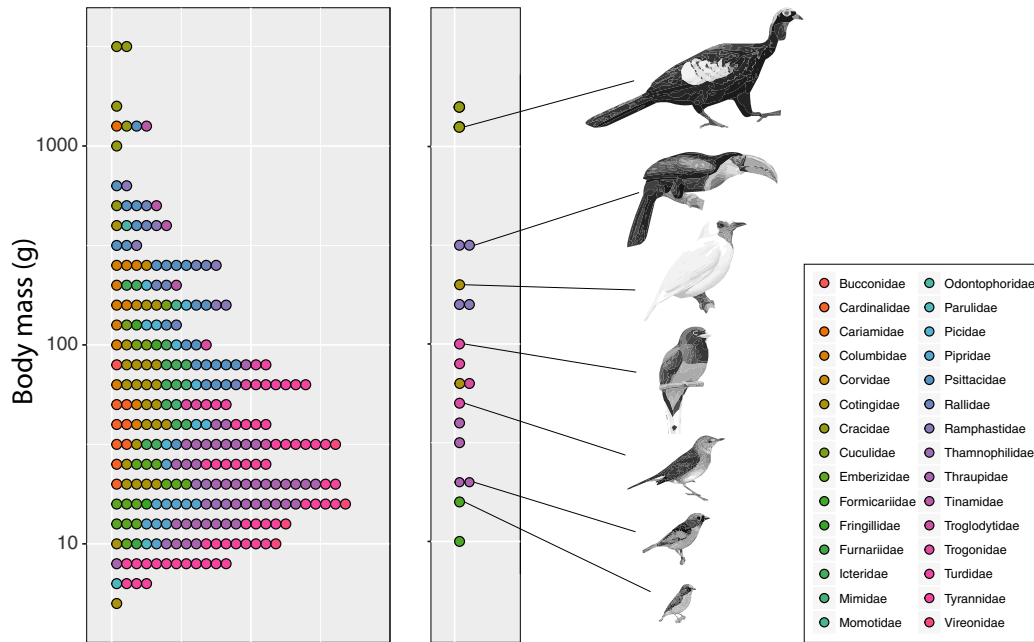 Body mass (g)
1000
100
10
Bucconidae
Cardinalidae
Cariamidae
Columbidae
Corvidae
Cotingidae
Cracidae
Cuculidae
Emberizidae
Formicariidae
Fringillidae
Furnariidae
Icteridae
Mimidae
Momotidae
Odontophoridae
Parulidae
Picidae
Pipridae
Psittacidae
Rallidae
Ramphastidae
Thamnophilidae
Thraupidae
Tinamidae
Troglodytidae
Trogonidae
Turdidae
Tyrannidae
Vireonidae